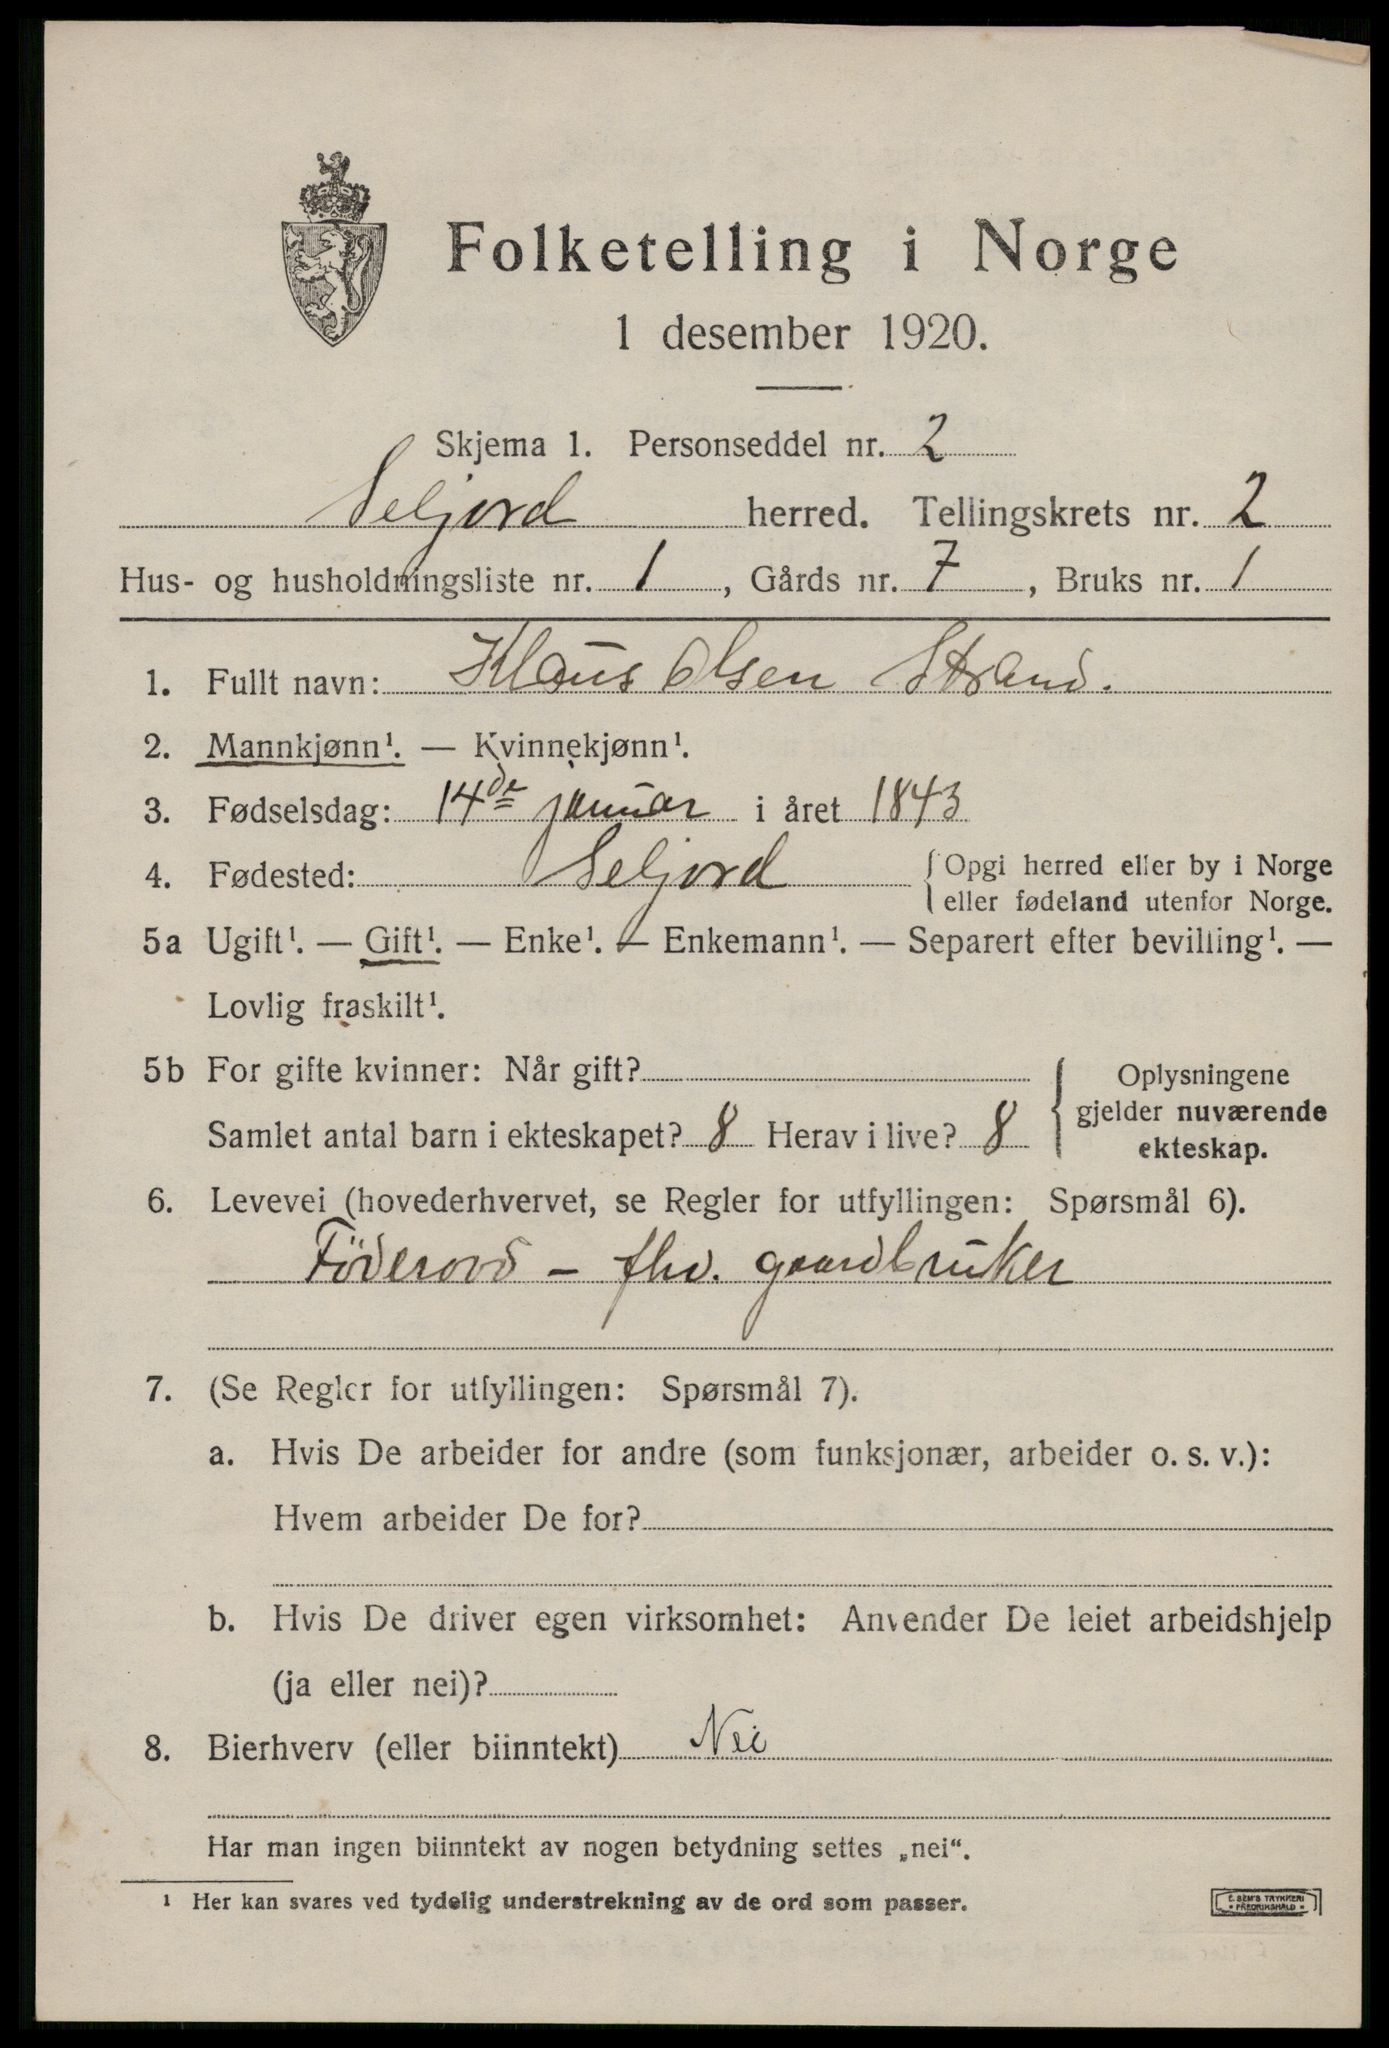 Folketelling i Norge
1 desember 1920.
Skjema 1. Personseddel nr. 2
Seljord herred. Tellingskrets nr. 2
Hus- og husholdningsliste nr. 1, Gårds nr. 7, Bruks nr. 1
1. Fullt navn: Klaus Olsen Strand.
2. Mannkjønn¹. — Kvinnekjønn¹.
3. Fødselsdag: 14de januar i året 1843
4. Fødested: Seljord {Opgi herred eller by i Norge
eller fødeland utenfor Norge.
5a Ugift¹. — Gift¹. — Enke¹. — Enkemann¹. — Separert efter bevilling¹. —
Lovlig fraskilt¹.
5b For gifte kvinner: Når gift?
Samlet antal barn i ekteskapet? 8 Herav i live? 8
Oplysningene
gjelder nuværende
ekteskap.
6. Levevei (hovederhvervet, se Regler for utfyllingen: Spørsmål 6).
Föderaad – fhv. gaardbruker
7. (Se Regler for utfyllingen: Spørsmål 7).
a. Hvis De arbeider for andre (som funksjonær, arbeider o. s. v.):
Hvem arbeider De for?
b. Hvis De driver egen virksomhet: Anvender De leiet arbeidshjelp
(ja eller nei)?
8. Bierhverv (eller biinntekt) Nei
Har man ingen biinntekt av nogen betydning settes „nei“.
¹ Her kan svares ved tydelig understrekning av de ord som passer.
E. SEM'S TRYKKERI
FREDRIKSHALD